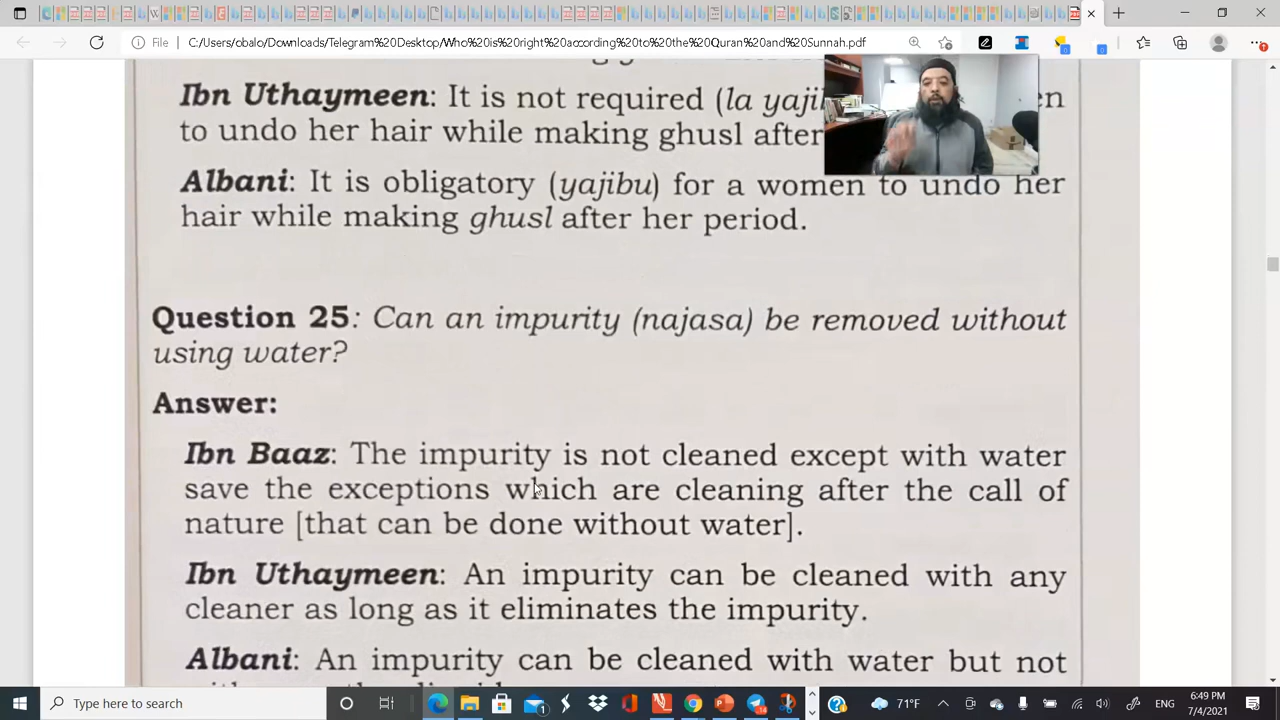 File
C:/Users/obalo/Downloads/Telegram%20Desktop/Who%20is%20right%20according%20to%20the%20Quran%20and%20Sunnah.pdf
Ibn Uthaymeen: It is not required (la
to undo her hair while making ghusl after
Albani: It is obligatory (yajibu) for a women to undo her
hair while making ghusl after her period.
Question 25: Can an impurity (najasa) be removed without
using water?
Answer:
Ibn Baaz: The impurity is not cleaned except with water
save the exceptions which are cleaning after the call of
nature [that can be done without water].
Ibn Uthaymeen: An impurity can be cleaned with any
cleaner as long as it eliminates the impurity.
Albani: An impurity can be cleaned with water but not
Type here to search
71°F
ENG
6:49 PM
7/4/2021